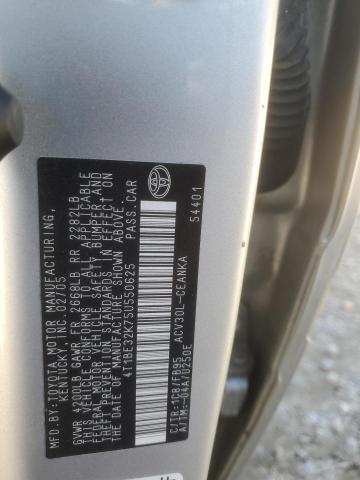 MFD. BY: TOYOTA MOTOR MANUFACTURING,
KENTUCKY, INC. 02/05
GVWR 4200LB GAWR FR 2668LB RR 2282LB
THIS VEHICLE CONFORMS TO ALL APPLICABLE
FEDERAL MOTOR VEHICLE SAFETY, BUMPER, AND
THEFT PREVENTION STANDARDS IN EFFECT ON
THE DATE OF MANUFACTURE SHOWN ABOVE.
4T1BE32K75U550625 PASS. CAR
ACV30L-CEANKA
C/TR:1C8/FB95
A/TM:-04A/U250E
54401